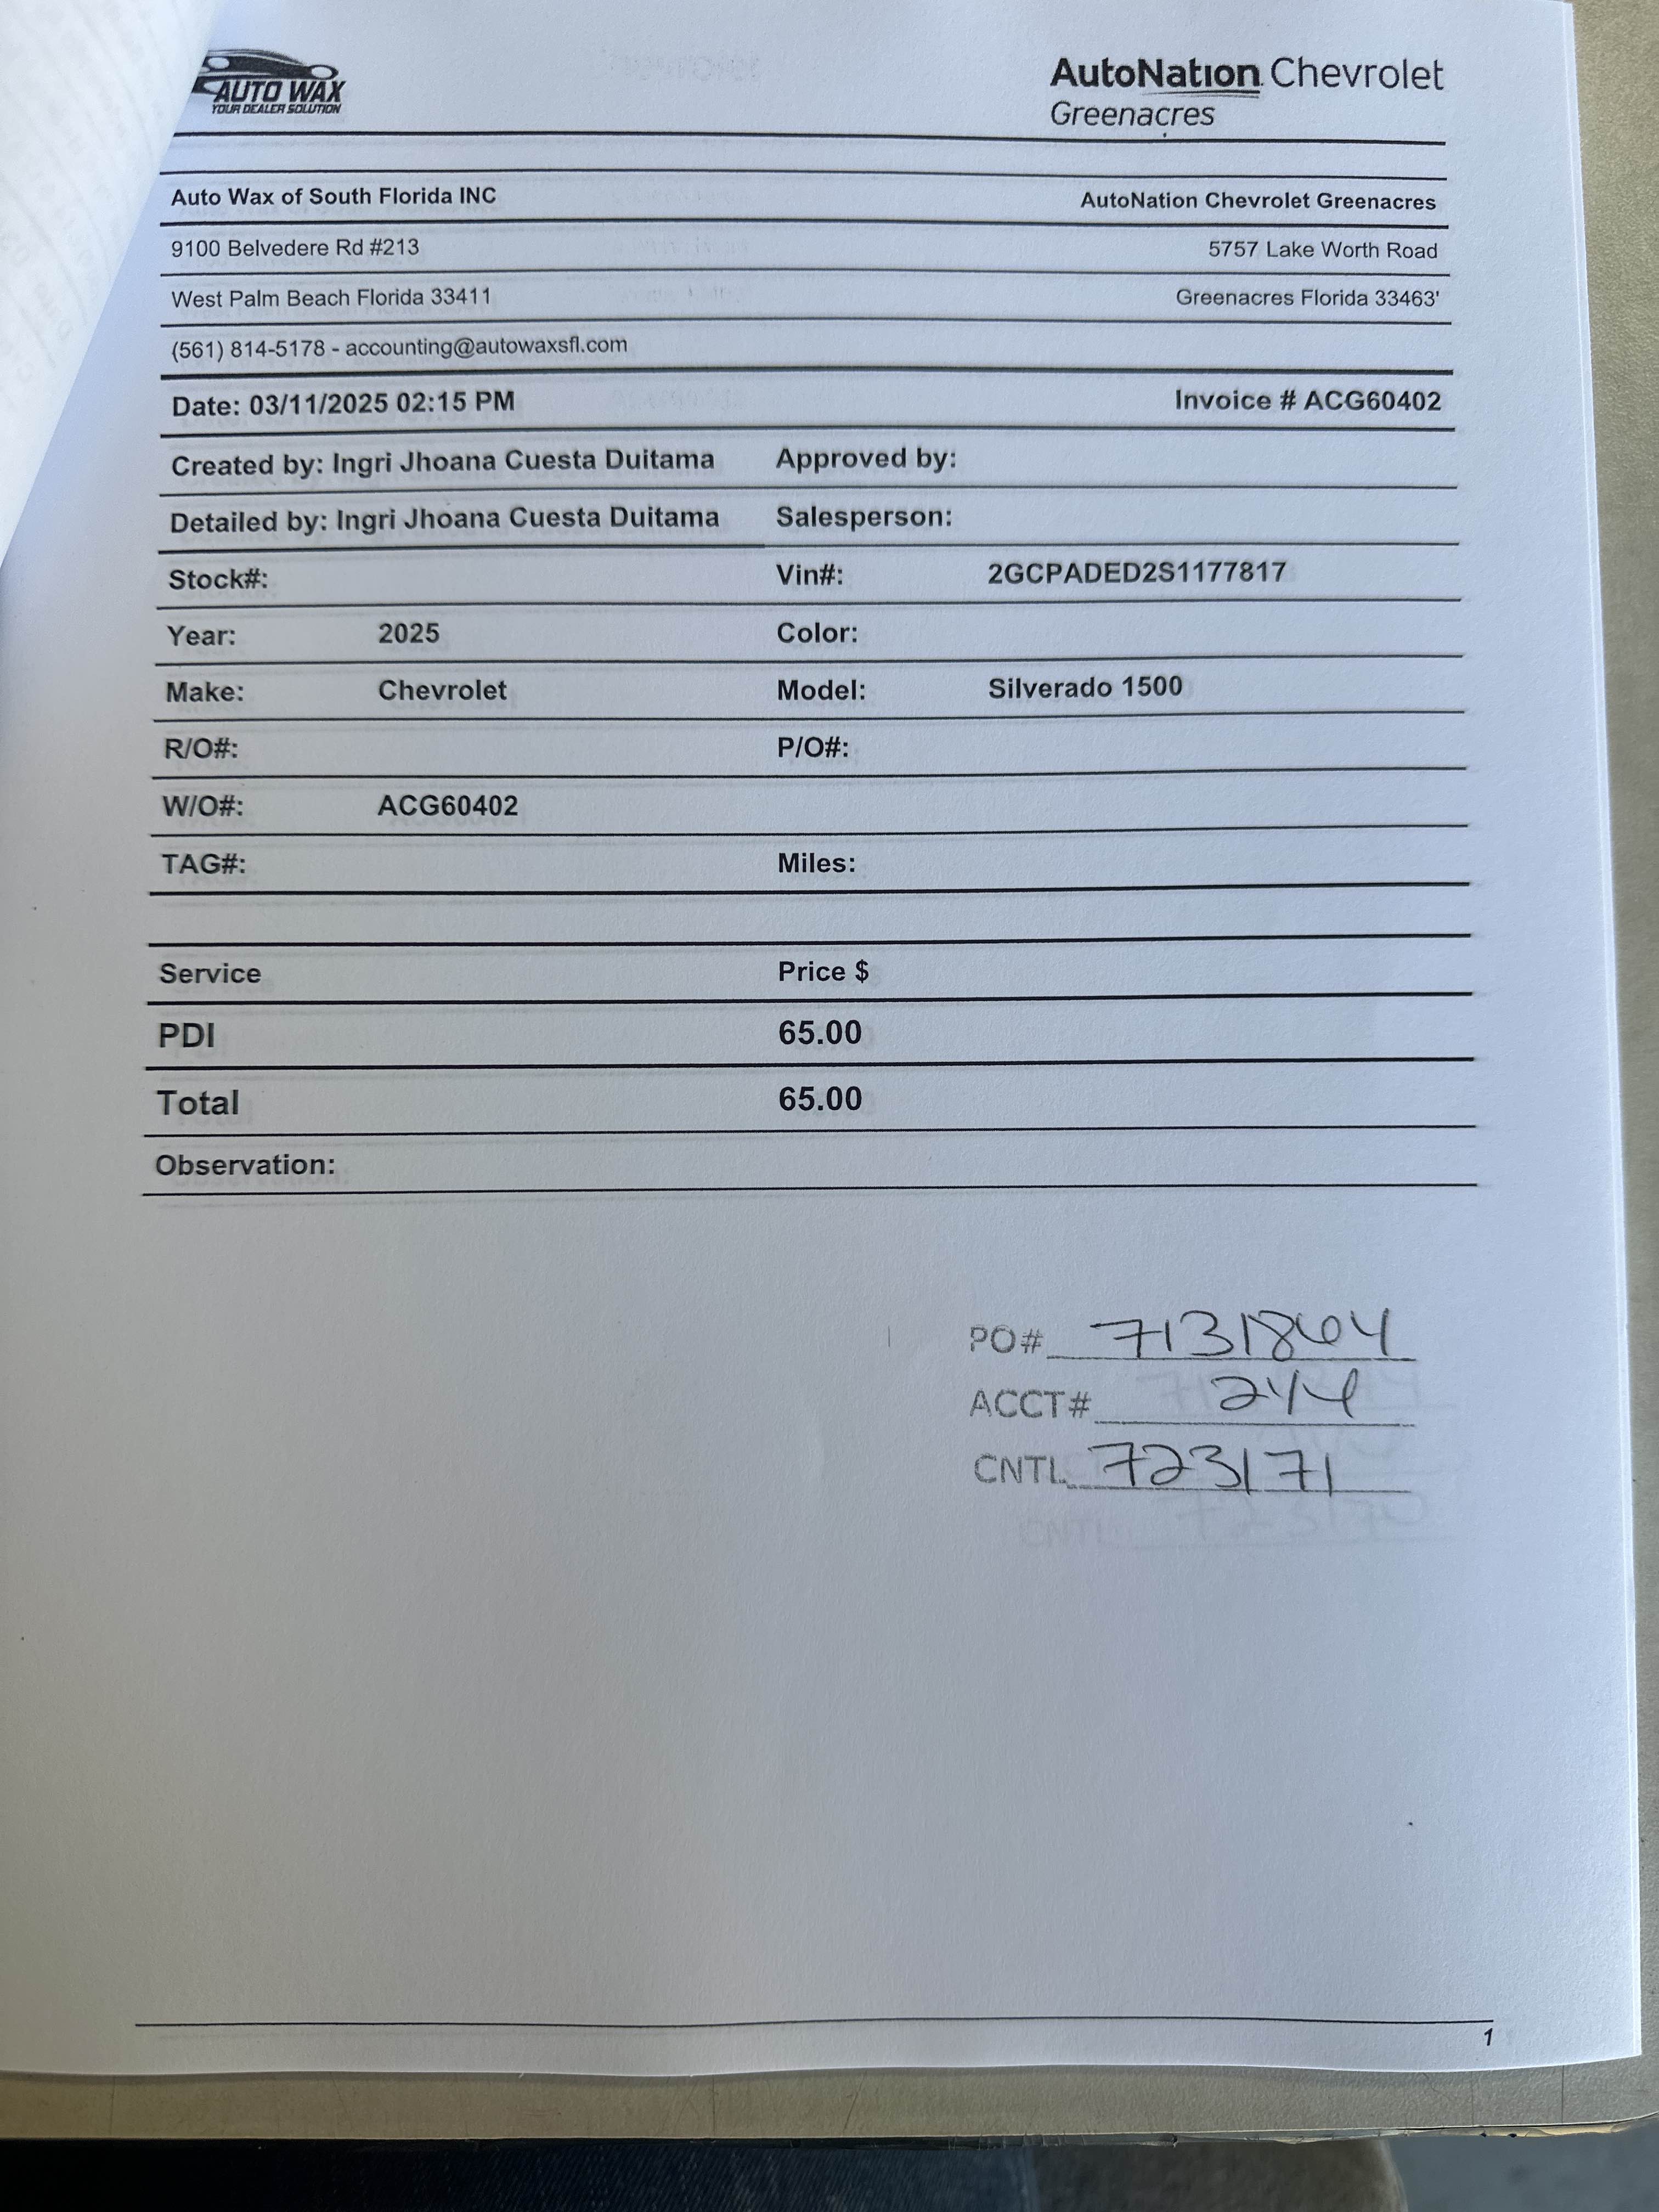 AUTO WAX
YOUR DEALER SOLUTION
AutoNation Chevrolet
Greenacres
Auto Wax of South Florida INC AutoNation Chevrolet Greenacres
9100 Belvedere Rd #213 5757 Lake Worth Road
West Palm Beach Florida 33411 Greenacres Florida 33463'
(561) 814-5178 - accounting@autowaxsfl.com
Date: 03/11/2025 02:15 PM Invoice # ACG60402
Created by: Ingri Jhoana Cuesta Duitama Approved by:
Detailed by: Ingri Jhoana Cuesta Duitama Salesperson:
Stock#: Vin#: 2GCPADED2S1177817
Year: 2025 Color:
Make: Chevrolet Model: Silverado 1500
R/O#: P/O#:
W/O#: ACG60402
TAG#: Miles:
Service Price $
PDI 65.00
Total 65.00
Observation:
PO# 7131864
ACCT# 244
CNTL 723171
1